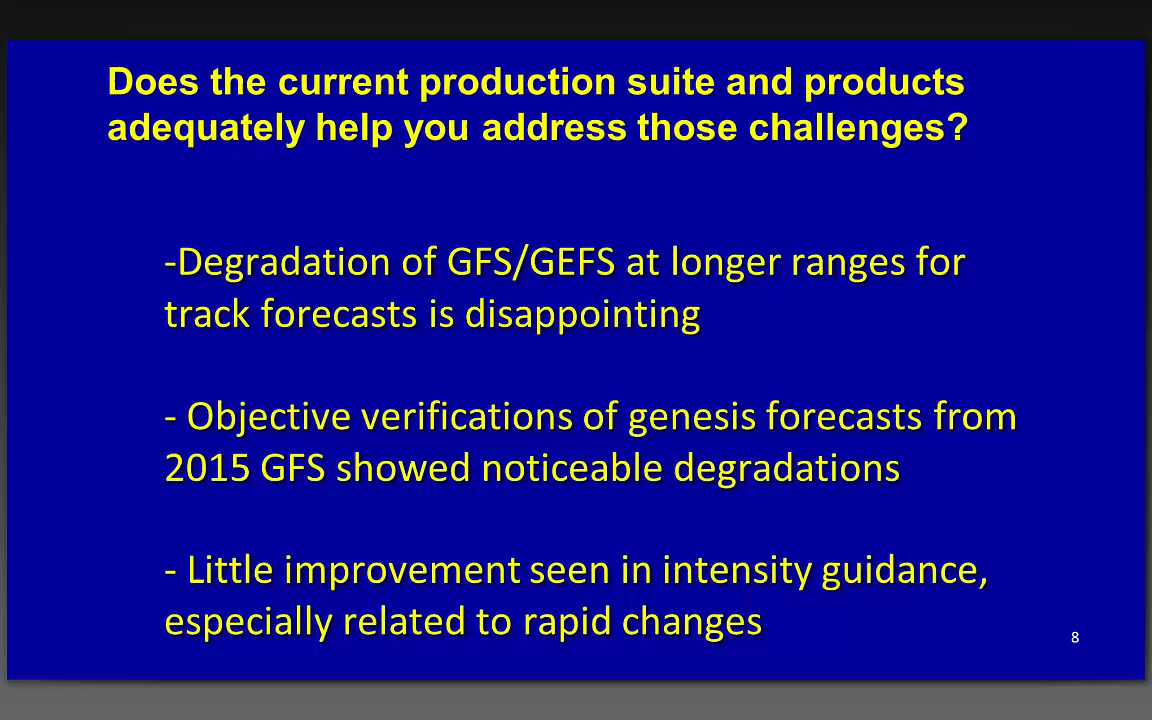 Does the current production suite and products
adequately help you address those challenges?
-Degradation of GFS/GEFS at longer ranges for
track forecasts is disappointing
- Objective verifications of genesis forecasts from
2015 GFS showed noticeable degradations
- Little improvement seen in intensity guidance,
especially related to rapid changes
8